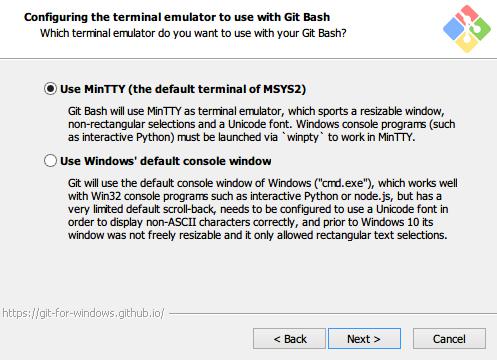 Configuring the terminal emulator to use with Git Bash
Which terminal emulator do you want to use with your Git Bash?
Use MinTTY (the default terminal of MSYS2)
Git Bash will use MinTTY as terminal emulator, which sports a resizable window,
non-rectangular selections and a Unicode font. Windows console programs (such
as interactive Python) must be launched via `winpty` to work in MinTTY.
Use Windows' default console window
Git will use the default console window of Windows ("cmd.exe"), which works well
with Win32 console programs such as interactive Python or node.js, but has a
very limited default scroll-back, needs to be configured to use a Unicode font in
order to display non-ASCII characters correctly, and prior to Windows 10 its
window was not freely resizable and it only allowed rectangular text selections.
https://git-for-windows.github.io/
< Back
Next >
Cancel